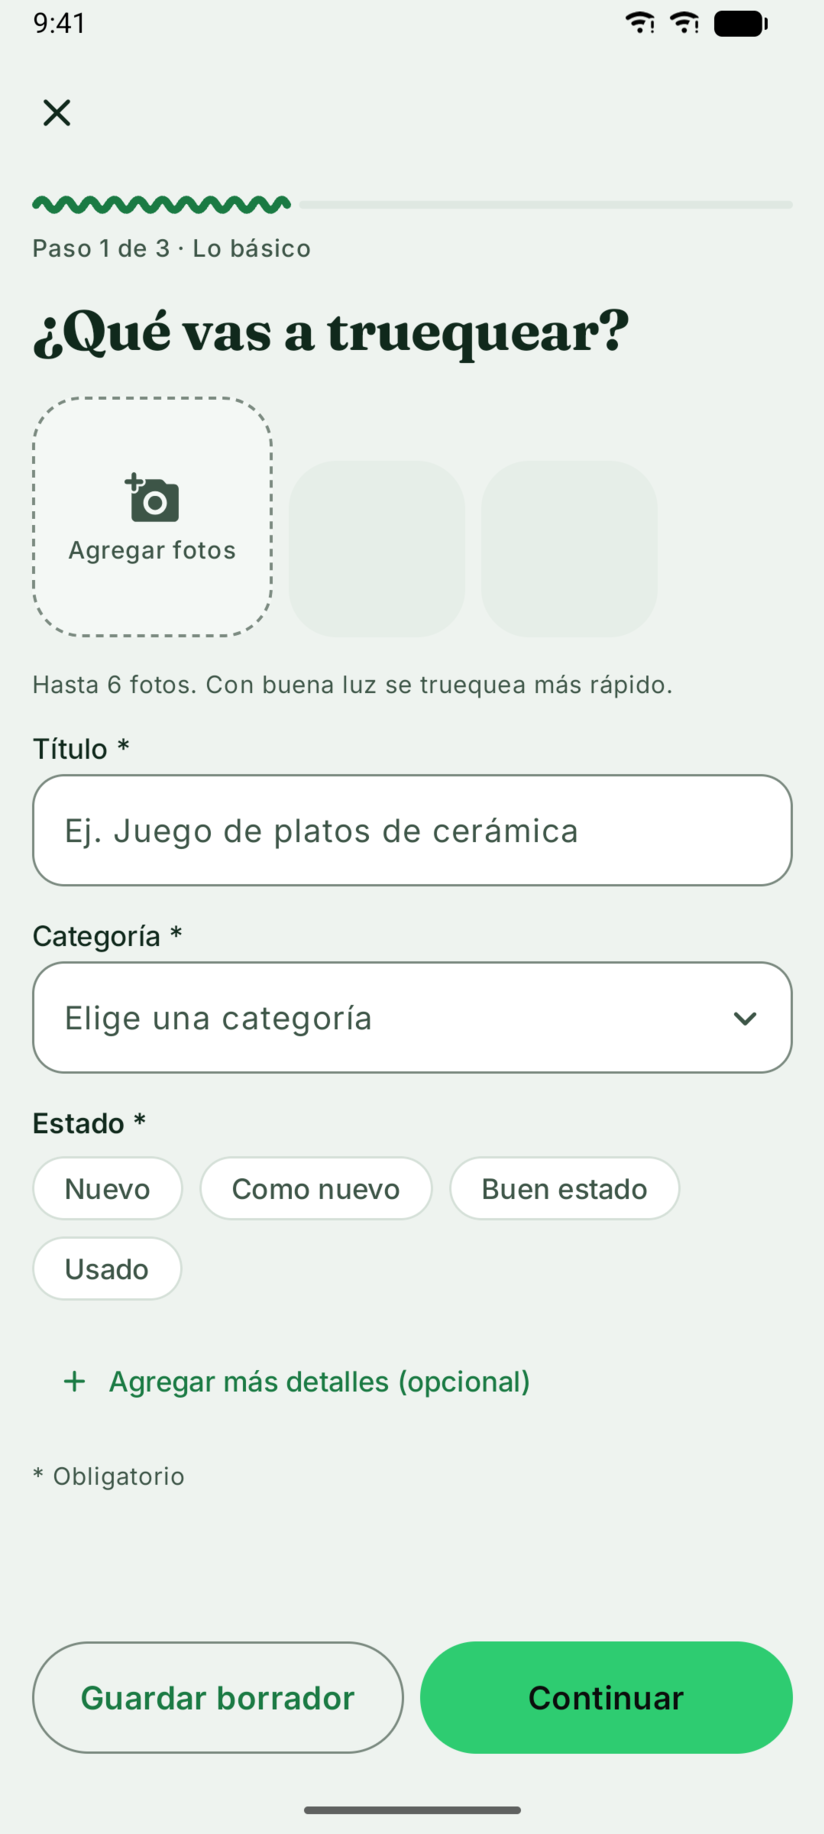 9:41
Paso 1 de 3 · Lo básico
¿Qué vas a truequear?
Agregar fotos
Hasta 6 fotos. Con buena luz se truequea más rápido.
Título *
Ej. Juego de platos de cerámica
Categoría *
Elige una categoría
Estado *
Nuevo
Como nuevo
Buen estado
Usado
+ Agregar más detalles (opcional)
* Obligatorio
Guardar borrador
Continuar